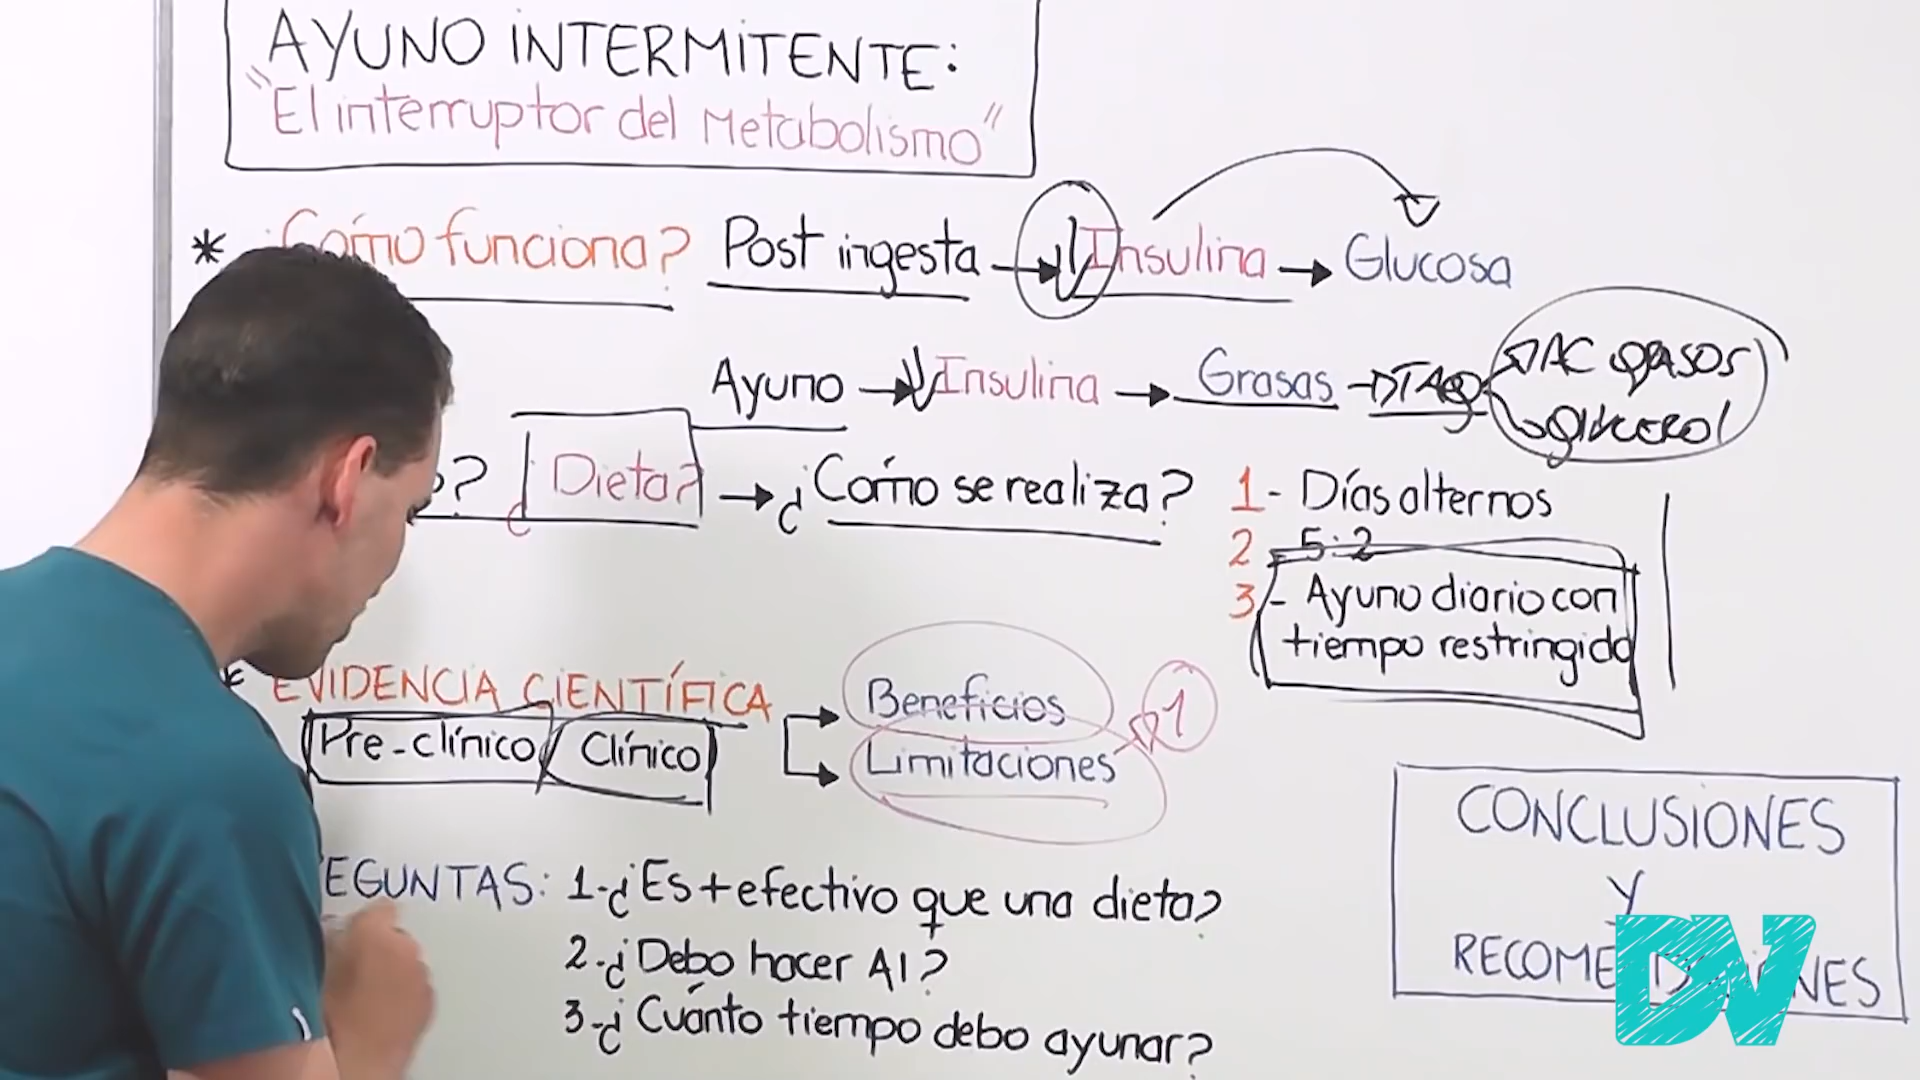 AYUNO INTERMITENTE:
"El interruptor del Metabolismo"
* ¿Cómo funciona? Post ingesta → ↓ Insulina → Glucosa
Ayuno → ↓ Insulina → Grasas → TAG AC GRASOS
GLICEROL
? ¿Dieta? → ¿Cómo se realiza? 1- Días alternos
2- 5:2
3- Ayuno diario con
tiempo restringido
* EVIDENCIA CIENTÍFICA Beneficios 1
Pre-clínico Clínico Limitaciones
EGUNTAS: 1-¿Es + efectivo que una dieta?
2-¿Debo hacer AI?
3-¿Cuánto tiempo debo ayunar?
CONCLUSIONES
Y
RECOME
NES
DN